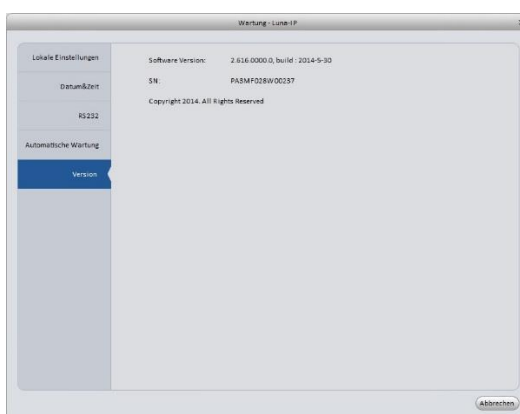 Wartung - Luna-IP
Lokale Einstellungen
Datum&Zeit
RS232
Automatische Wartung
Version
Software Version: 2.616.0000.0, build : 2014-5-30
SN: PA3MF028W00237
Copyright 2014. All Rights Reserved
Abbrechen